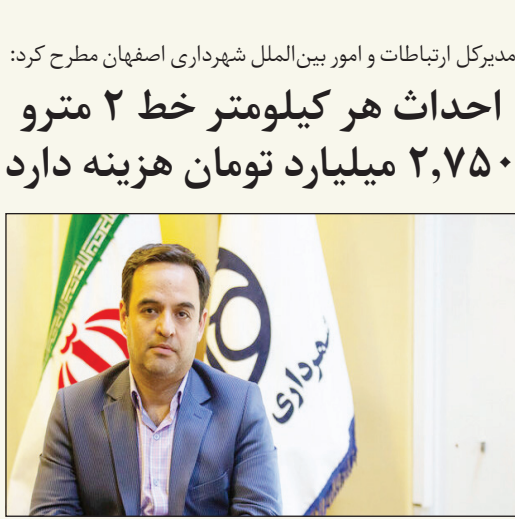 مدیرکل ارتباطات و امور بین‌الملل شهرداری اصفهان مطرح کرد:
احداث هر کیلومتر خط ۲ مترو
۲,۷۵۰ میلیارد تومان هزینه دارد
شهرداری